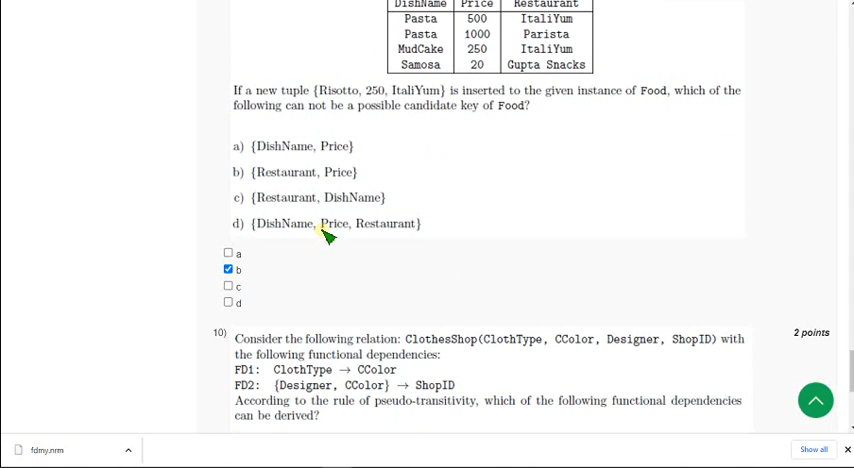 DishName Price Restaurant
Pasta 500 ItaliYum
Pasta 1000 Parista
MudCake 250 ItaliYum
Samosa 20 Gupta Snacks
If a new tuple {Risotto, 250, ItaliYum} is inserted to the given instance of Food, which of the
following can not be a possible candidate key of Food?
a) {DishName, Price}
b) {Restaurant, Price}
c) {Restaurant, DishName}
d) {DishName, Price, Restaurant}
a
b
c
d
10) Consider the following relation: ClothesShop(ClothType, CColor, Designer, ShopID) with 2 points
the following functional dependencies:
FD1: ClothType → CColor
FD2: {Designer, CColor} → ShopID
According to the rule of pseudo-transitivity, which of the following functional dependencies
can be derived?
fdmy.nrm Show all